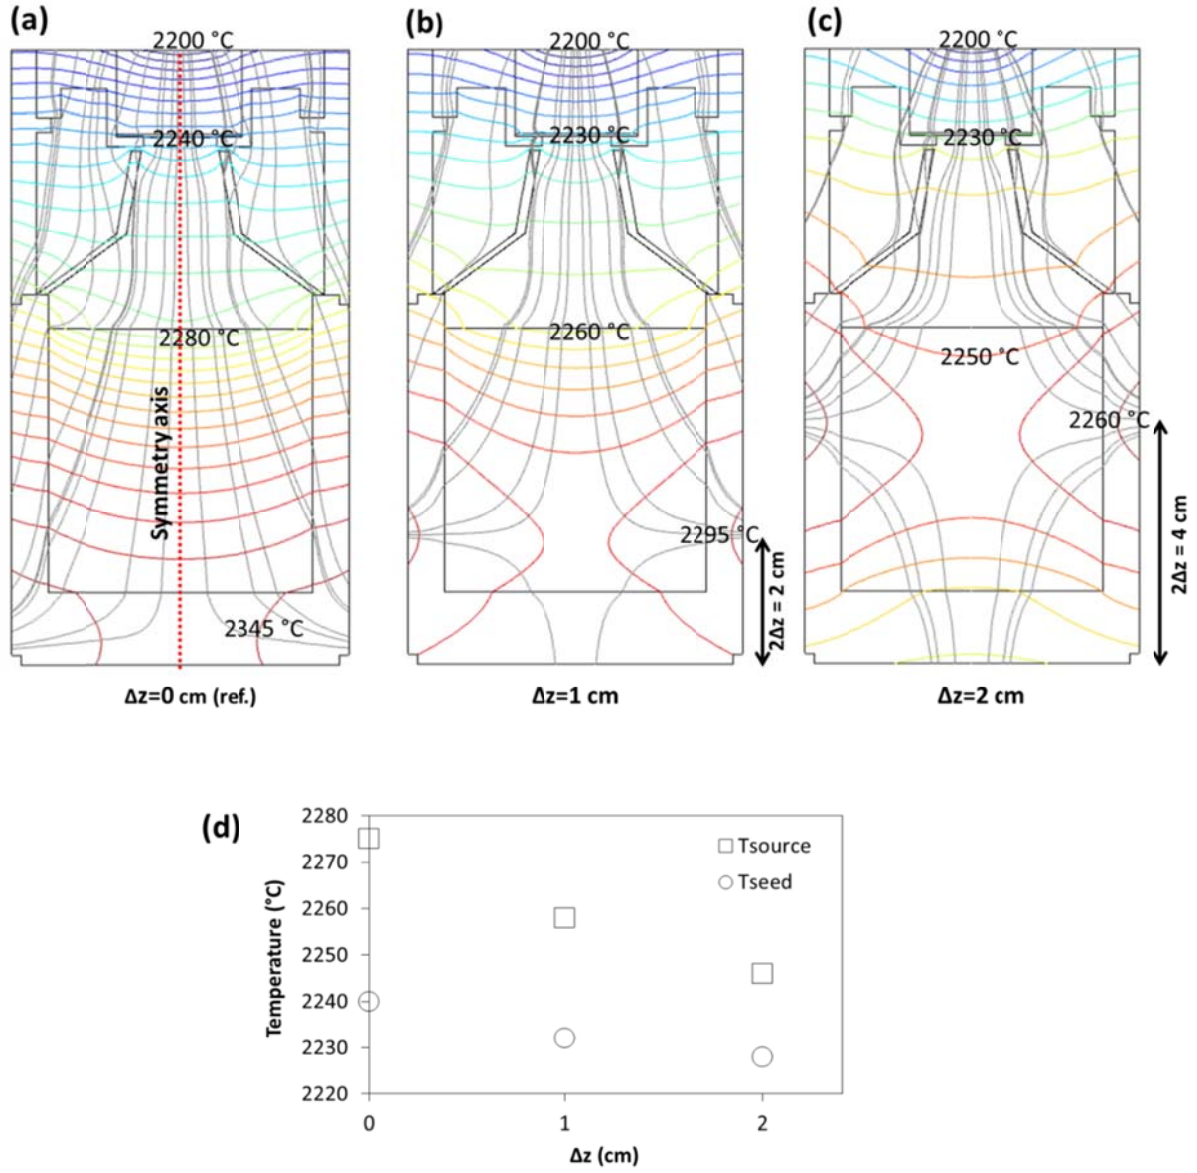 (a)
(b)
(c)
2200 °C
2200 °C
2200 °C
2240 °C
2230 °C
2230 °C
2280 °C
2260 °C
2250 °C
Symmetry axis
2260 °C
2295 °C
2345 °C
2Δz = 2 cm
2Δz = 4 cm
Δz=0 cm (ref.)
Δz=1 cm
Δz=2 cm
(d)
Temperature (°C)
2280
2270
2260
2250
2240
2230
2220
Tsource
Tseed
0
1
2
Δz (cm)